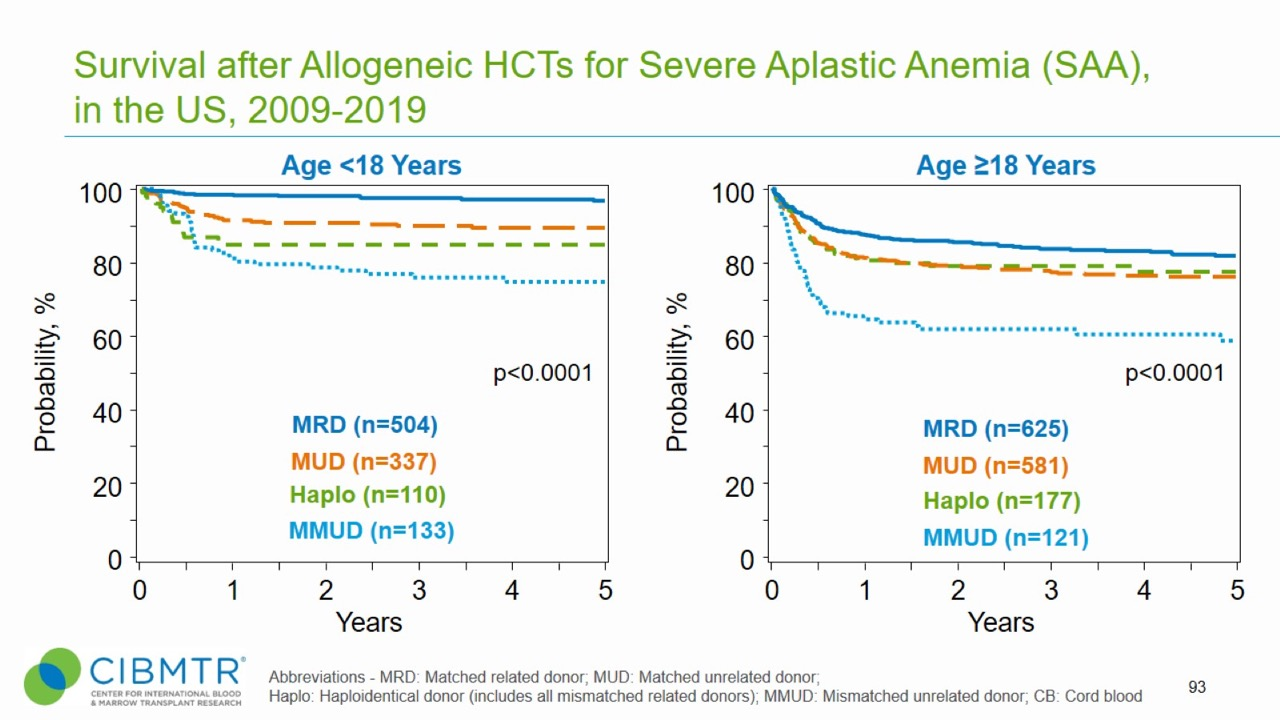 Survival after Allogeneic HCTs for Severe Aplastic Anemia (SAA),
in the US, 2009-2019
Age <18 Years
100
80
60
40
20
0
Probability, %
p<0.0001
MRD (n=504)
MUD (n=337)
Haplo (n=110)
MMUD (n=133)
0 1 2 3 4 5
Years
Age ≥18 Years
100
80
60
40
20
0
Probability, %
p<0.0001
MRD (n=625)
MUD (n=581)
Haplo (n=177)
MMUD (n=121)
0 1 2 3 4 5
Years
CIBMTR®
CENTER FOR INTERNATIONAL BLOOD
& MARROW TRANSPLANT RESEARCH
Abbreviations - MRD: Matched related donor; MUD: Matched unrelated donor;
Haplo: Haploidentical donor (includes all mismatched related donors); MMUD: Mismatched unrelated donor; CB: Cord blood
93